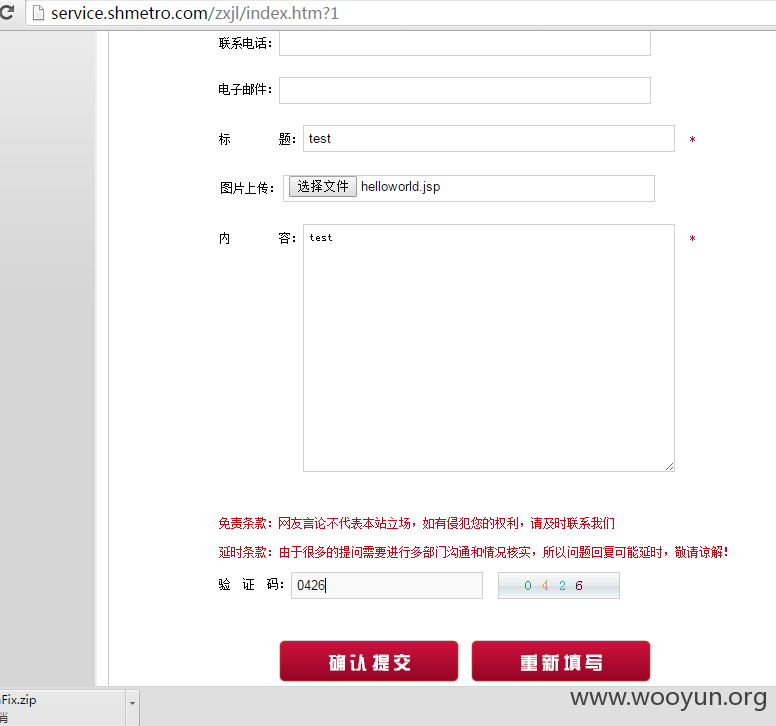 service.shmetro.com/zxjl/index.htm?1
联系电话：
电子邮件：
标 题： test *
图片上传： 选择文件 helloworld.jsp
内 容： test *
免责条款：网友言论不代表本站立场，如有侵犯您的权利，请及时联系我们
延时条款：由于很多的提问需要进行多部门沟通和情况核实，所以问题回复可能延时，敬请谅解！
验 证 码： 0426 0 4 2 6
确认提交 重新填写
Fix.zip
消
www.wooyun.org